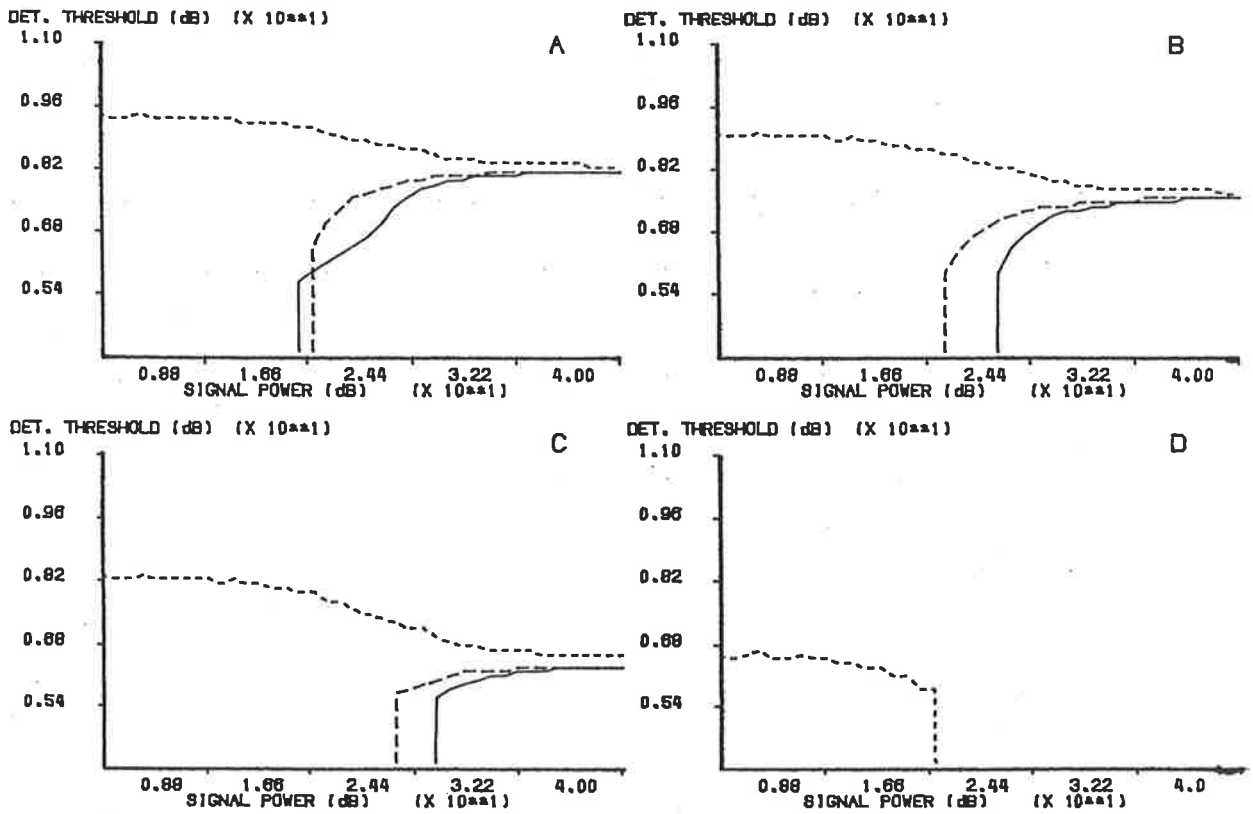 DET. THRESHOLD (dB) (X 10**1)
A
1.10
0.96
0.82
0.68
0.54
0.88 1.66 2.44 3.22 4.00
SIGNAL POWER (dB) (X 10**1)
DET. THRESHOLD (dB) (X 10**1)
B
1.10
0.96
0.82
0.68
0.54
0.88 1.66 2.44 3.22 4.00
SIGNAL POWER (dB) (X 10**1)
DET. THRESHOLD (dB) (X 10**1)
C
1.10
0.96
0.82
0.68
0.54
0.88 1.66 2.44 3.22 4.00
SIGNAL POWER (dB) (X 10**1)
DET. THRESHOLD (dB) (X 10**1)
D
1.10
0.96
0.82
0.68
0.54
0.88 1.66 2.44 3.22 4.0
SIGNAL POWER (dB) (X 10**1)